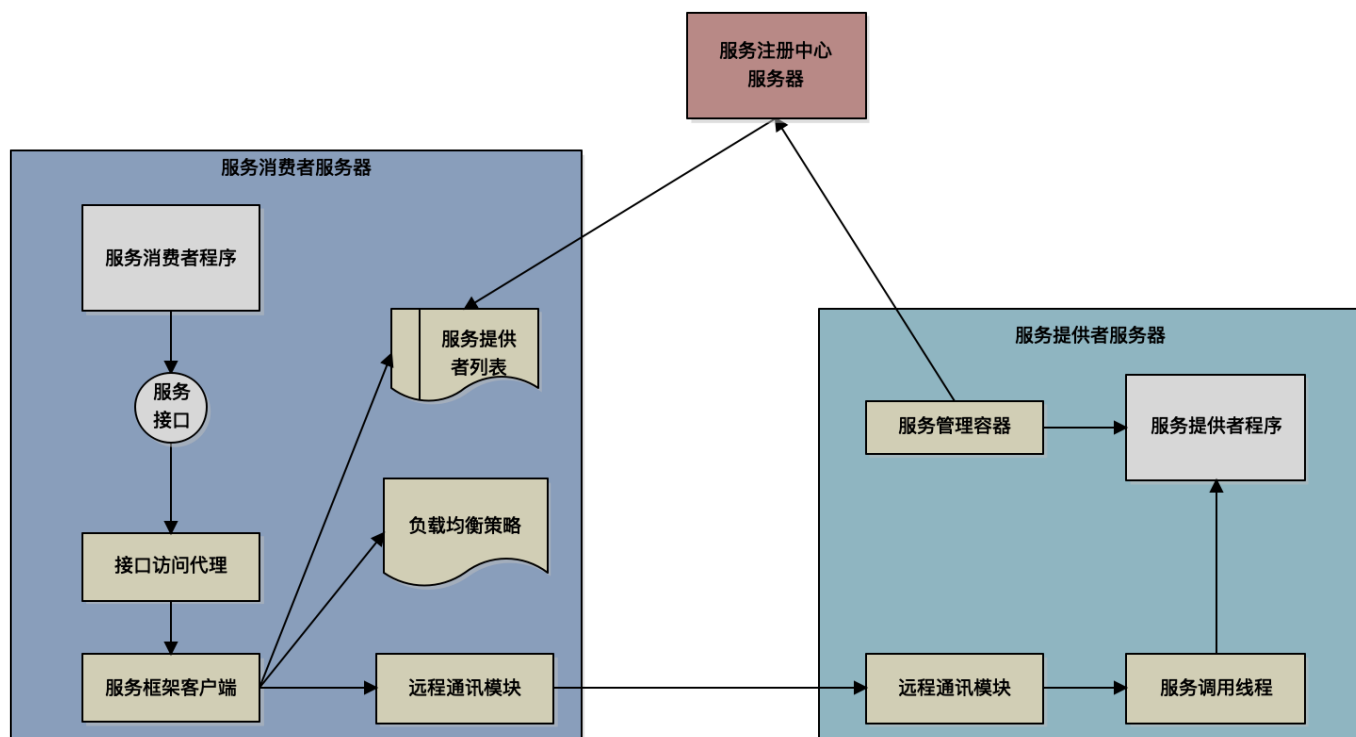 服务注册中心
服务器
服务消费者服务器
服务消费者程序
服务提供
者列表
服务
接口
负载均衡策略
接口访问代理
服务框架客户端
远程通讯模块
服务提供者服务器
服务管理容器
服务提供者程序
远程通讯模块
服务调用线程